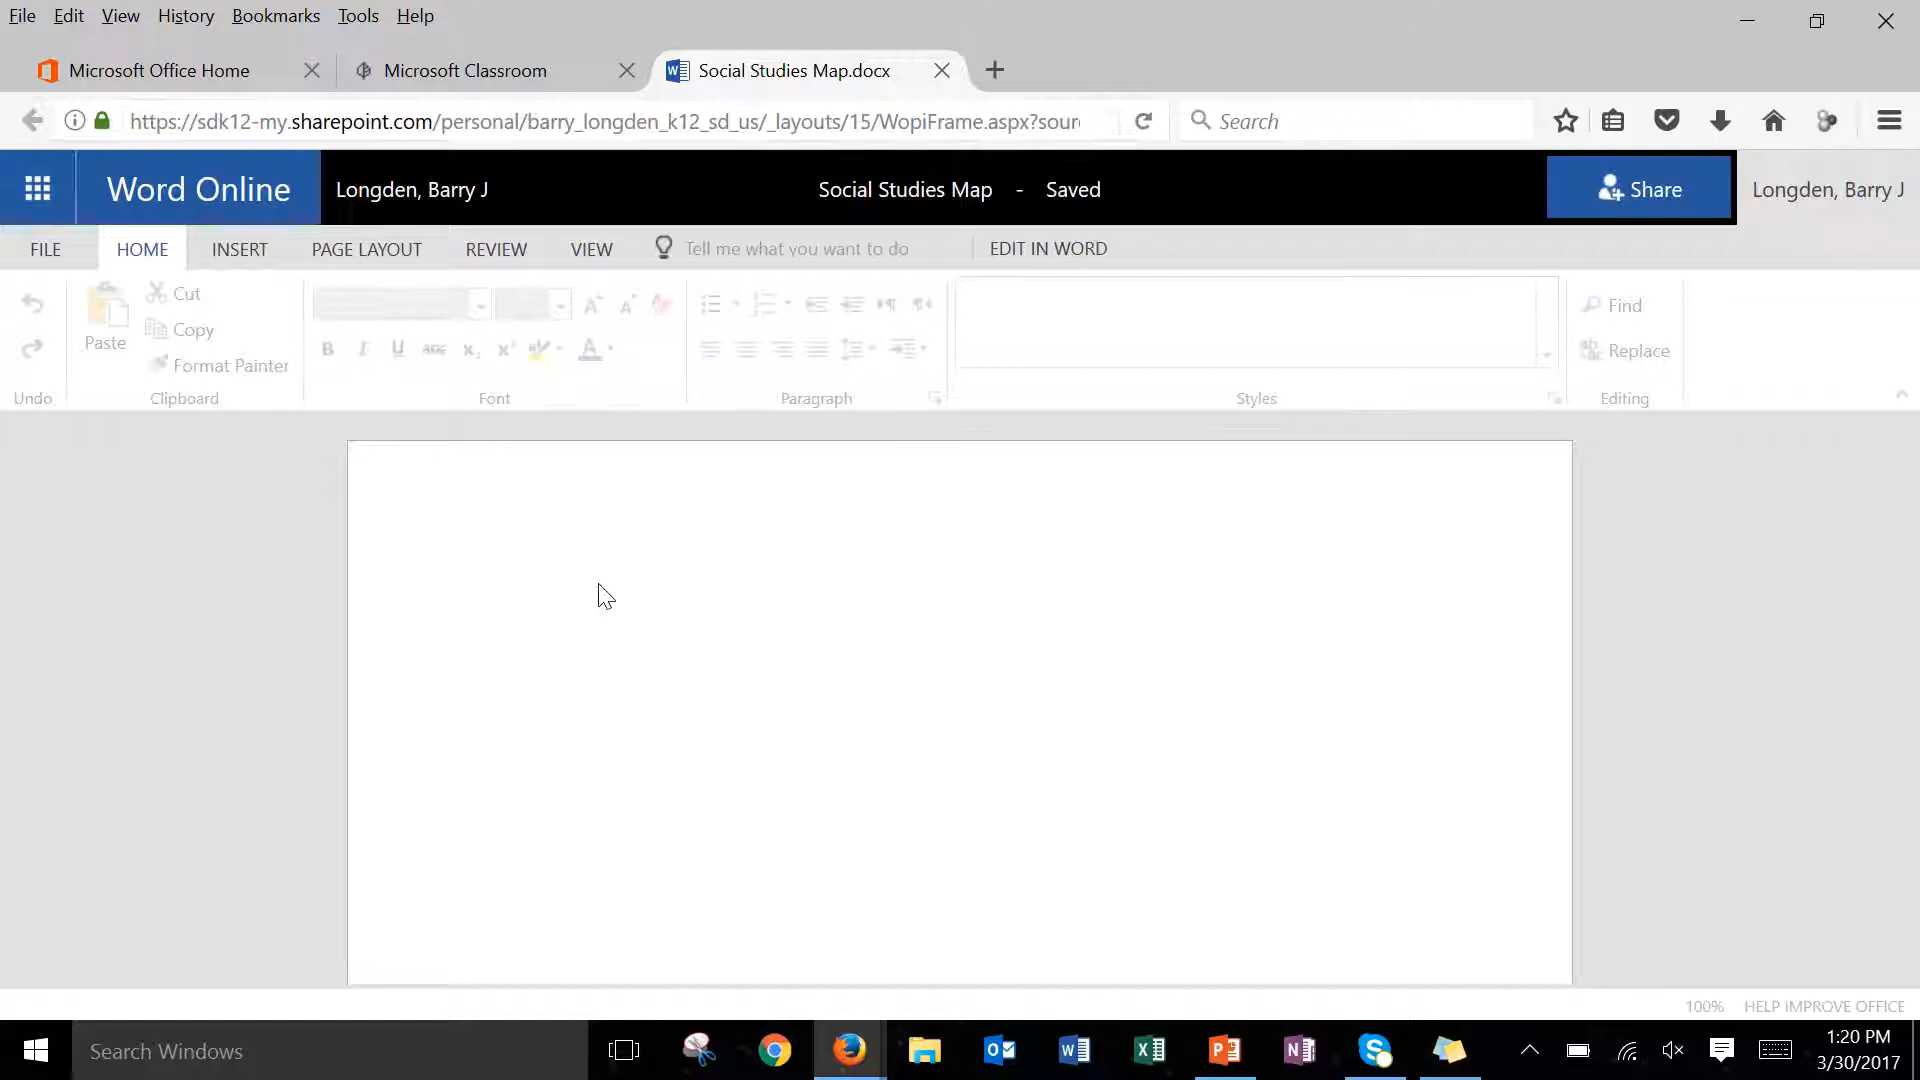 File Edit View History Bookmarks Tools Help
Microsoft Office Home Microsoft Classroom Social Studies Map.docx
https://sdk12-my.sharepoint.com/personal/barry_longden_k12_sd_us/_layouts/15/WopiFrame.aspx?sour Search
Word Online Longden, Barry J Social Studies Map - Saved Share Longden, Barry J
FILE HOME INSERT PAGE LAYOUT REVIEW VIEW Tell me what you want to do EDIT IN WORD
Cut
Find
Paste Copy
B I U abc
Replace
Format Painter
Undo Clipboard Font Paragraph Styles Editing
100% HELP IMPROVE OFFICE
Search Windows
1:20 PM
3/30/2017